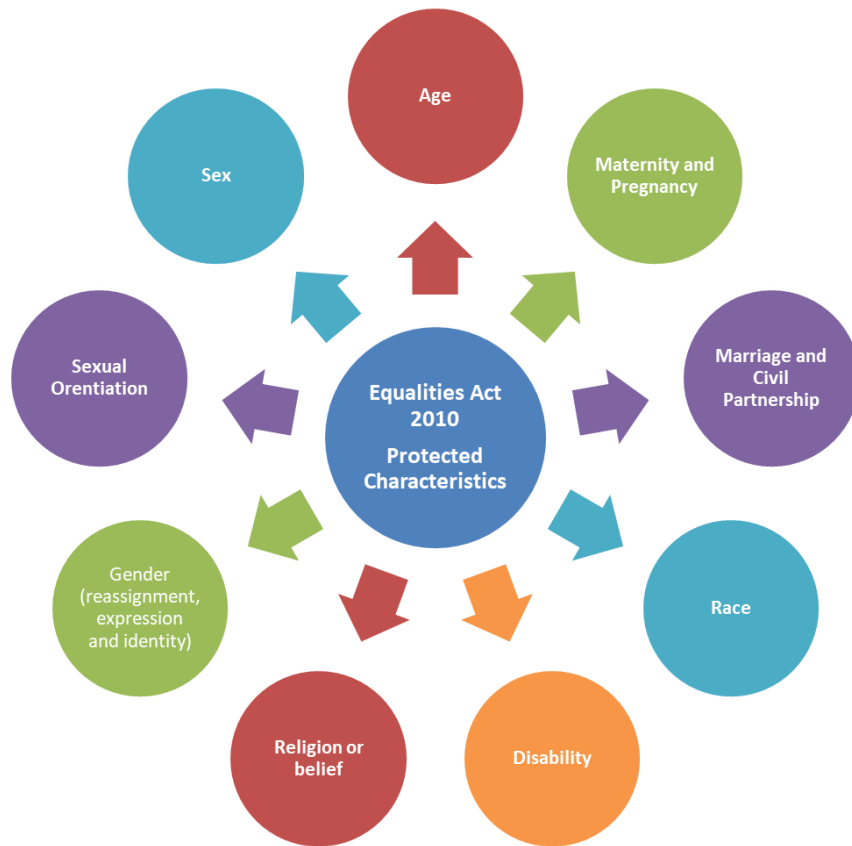 Age
Maternity and
Pregnancy
Marriage and
Civil
Partnership
Race
Disability
Religion or
belief
Gender
(reassignment,
expression
and identity)
Sexual
Orentiation
Sex
Equalities Act
2010
Protected
Characteristics